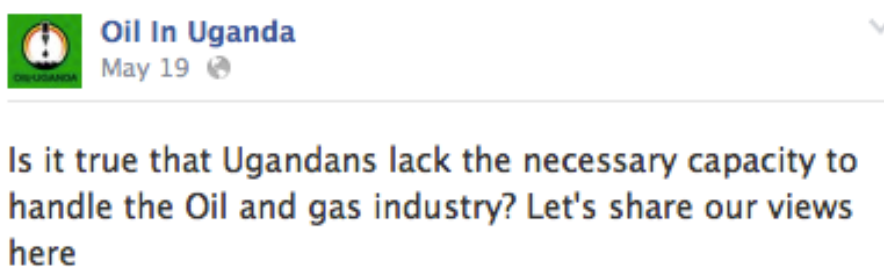 Oil In Uganda
May 19
Is it true that Ugandans lack the necessary capacity to
handle the Oil and gas industry? Let's share our views
here